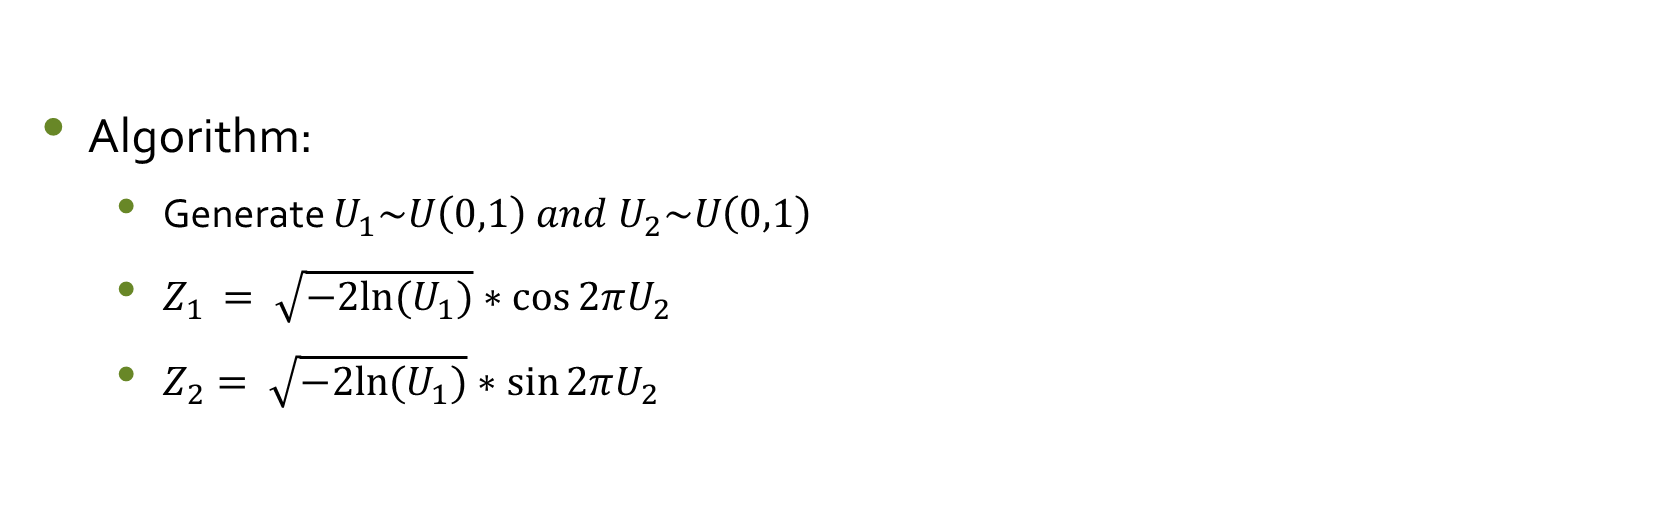 • Algorithm:
• Generate U₁~U(0,1) and U₂~U(0,1)
• Z₁ = √(−2ln(U₁)) * cos 2πU₂
• Z₂ = √(−2ln(U₁)) * sin 2πU₂